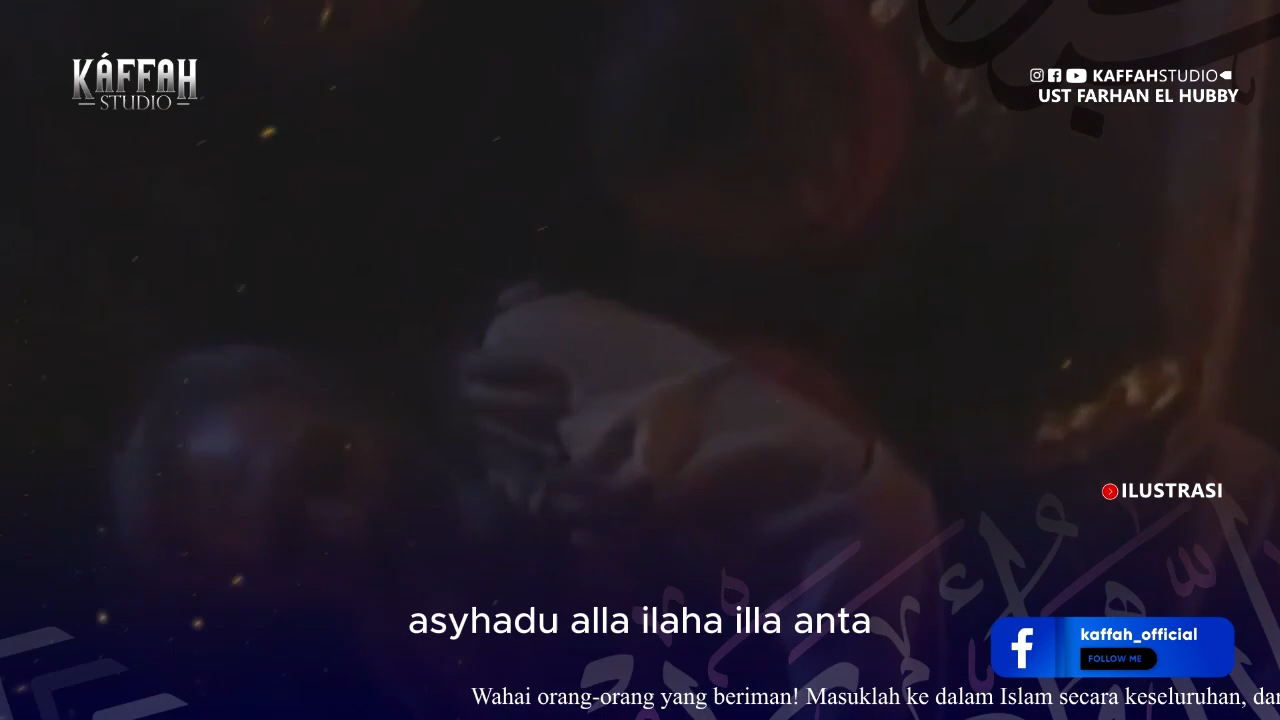 KÁFFAH
STUDIO
KAFFAHSTUDIO
UST FARHAN EL HUBBY
ILUSTRASI
asyhadu alla ilaha illa anta
kaffah_official
FOLLOW ME
Wahai orang-orang yang beriman! Masuklah ke dalam Islam secara keseluruhan, da